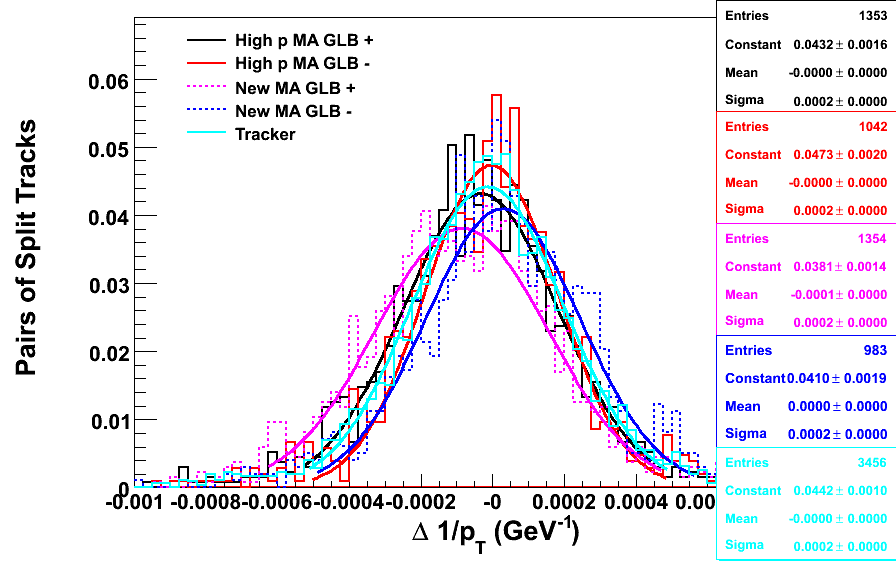 High p MA GLB +
High p MA GLB -
New MA GLB +
New MA GLB -
Tracker
Pairs of Split Tracks
0.06
0.05
0.04
0.03
0.02
0.01
0
-0.001 -0.0008 -0.0006 -0.0004 -0.0002 -0 0.0002 0.0004
Δ 1/pT (GeV-1)
Entries 1353
Constant 0.0432 ± 0.0016
Mean -0.0000 ± 0.0000
Sigma 0.0002 ± 0.0000
Entries 1042
Constant 0.0473 ± 0.0020
Mean -0.0000 ± 0.0000
Sigma 0.0002 ± 0.0000
Entries 1354
Constant 0.0381 ± 0.0014
Mean -0.0001 ± 0.0000
Sigma 0.0002 ± 0.0000
Entries 983
Constant 0.0410 ± 0.0019
Mean 0.0000 ± 0.0000
Sigma 0.0002 ± 0.0000
Entries 3456
Constant 0.0442 ± 0.0010
Mean -0.0000 ± 0.0000
Sigma 0.0002 ± 0.0000